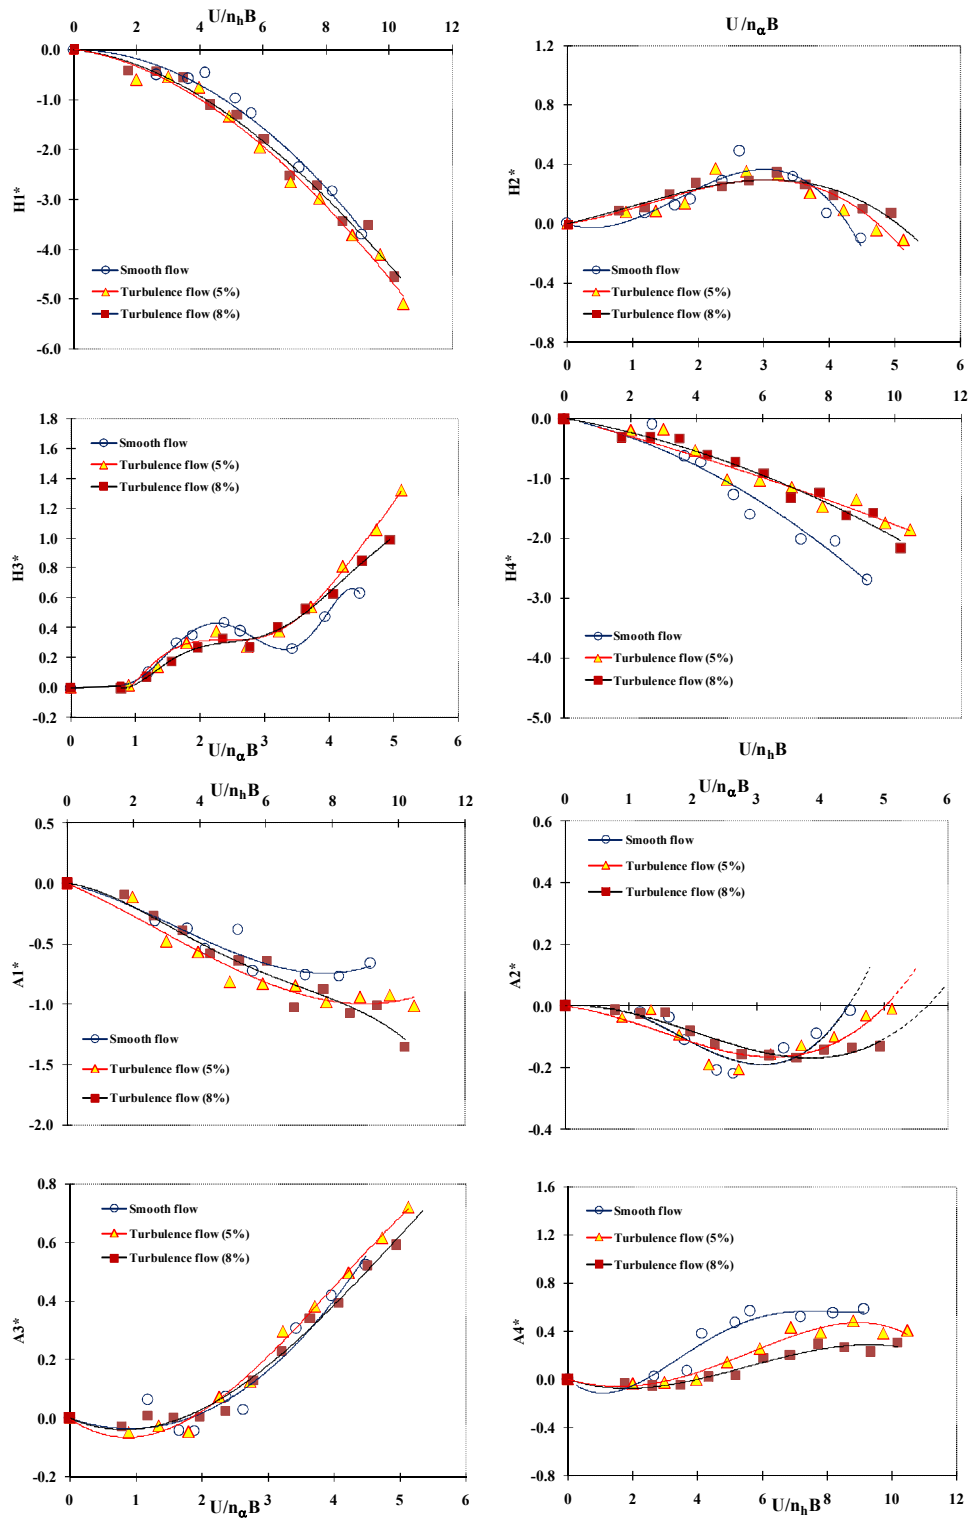 U/nhB
0 2 4 6 8 10 12
0.0
-1.0
-2.0
-3.0
-4.0
-5.0
-6.0
H1*
Smooth flow
Turbulence flow (5%)
Turbulence flow (8%)
U/nαB
1.2
0.8
0.4
0.0
-0.4
-0.8
H2*
0 1 2 3 4 5 6
Smooth flow
Turbulence flow (5%)
Turbulence flow (8%)
1.8
1.6
1.4
1.2
1.0
0.8
0.6
0.4
0.2
0.0
-0.2
H3*
Smooth flow
Turbulence flow (5%)
Turbulence flow (8%)
0 1 2 3 4 5 6
U/nαB
0 2 4 6 8 10 12
0.0
-1.0
-2.0
-3.0
-4.0
-5.0
H4*
Smooth flow
Turbulence flow (5%)
Turbulence flow (8%)
U/nhB
U/nhB
0 2 4 6 8 10 12
0.5
0.0
-0.5
-1.0
-1.5
-2.0
A1*
Smooth flow
Turbulence flow (5%)
Turbulence flow (8%)
U/nαB
0 1 2 3 4 5 6
0.6
0.4
0.2
0.0
-0.2
-0.4
A2*
Smooth flow
Turbulence flow (5%)
Turbulence flow (8%)
0.8
0.6
0.4
0.2
0.0
-0.2
A3*
Smooth flow
Turbulence flow (5%)
Turbulence flow (8%)
0 1 2 3 4 5 6
U/nαB
1.6
1.2
0.8
0.4
0.0
-0.4
-0.8
A4*
Smooth flow
Turbulence flow (5%)
Turbulence flow (8%)
0 2 4 6 8 10 12
U/nhB